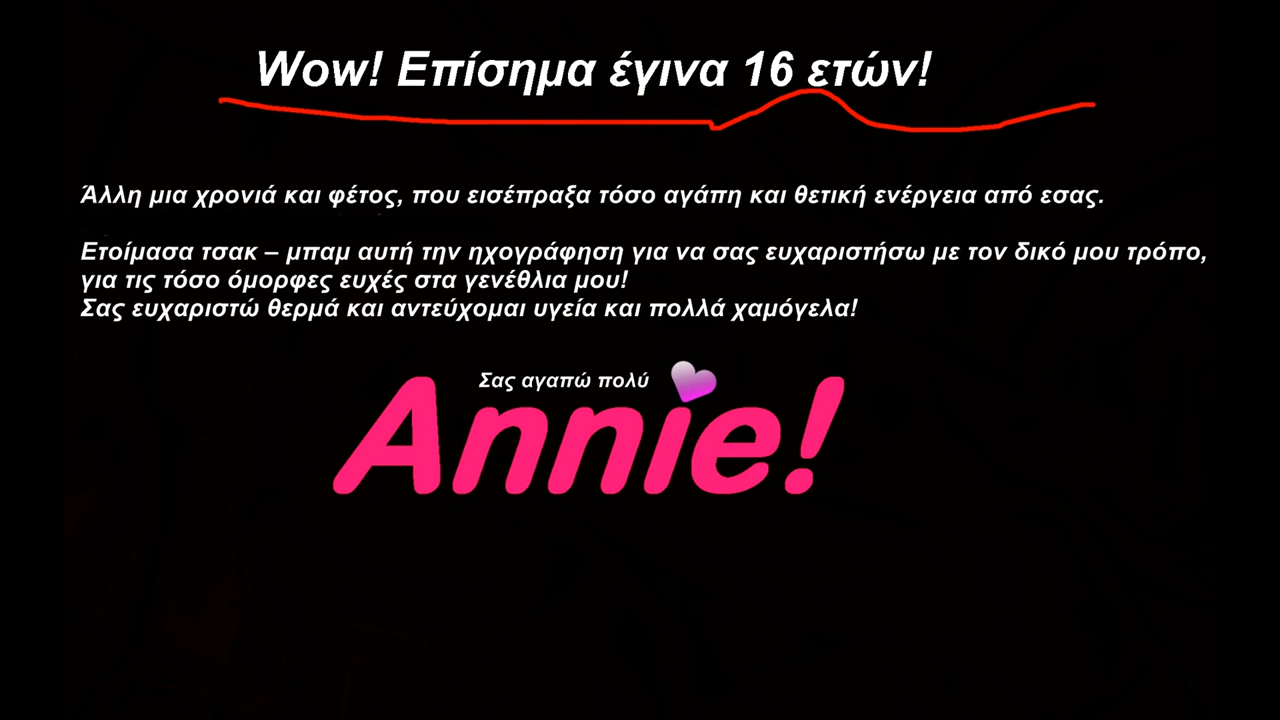 Wow! Επίσημα έγινα 16 ετών!
Άλλη μια χρονιά και φέτος, που εισέπραξα τόσο αγάπη και θετική ενέργεια από εσας.
Ετοίμασα τσακ – μπαμ αυτή την ηχογράφηση για να σας ευχαριστήσω με τον δικό μου τρόπο,
για τις τόσο όμορφες ευχές στα γενέθλια μου!
Σας ευχαριστώ θερμά και αντεύχομαι υγεία και πολλά χαμόγελα!
Σας αγαπώ πολύ
Annie!